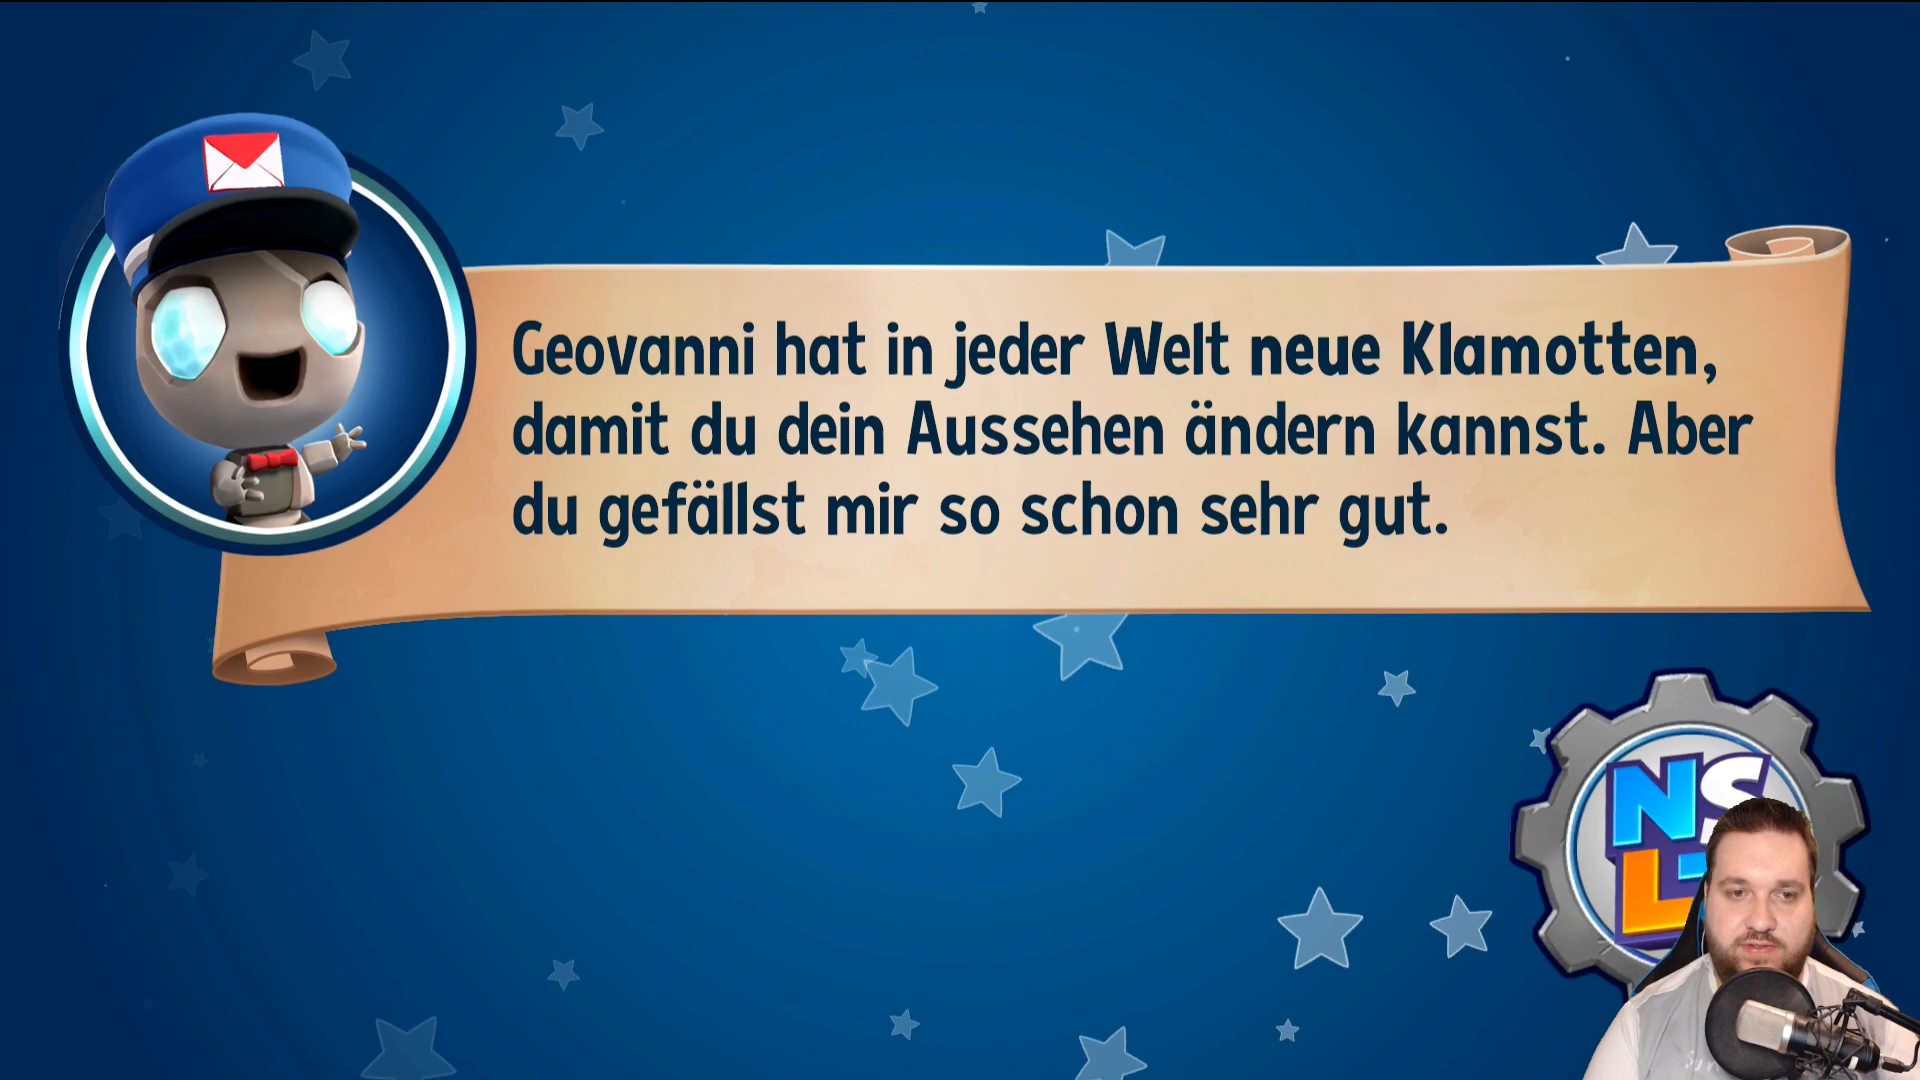 Geovanni hat in jeder Welt neue Klamotten,
damit du dein Aussehen ändern kannst. Aber
du gefällst mir so schon sehr gut.
NS
L